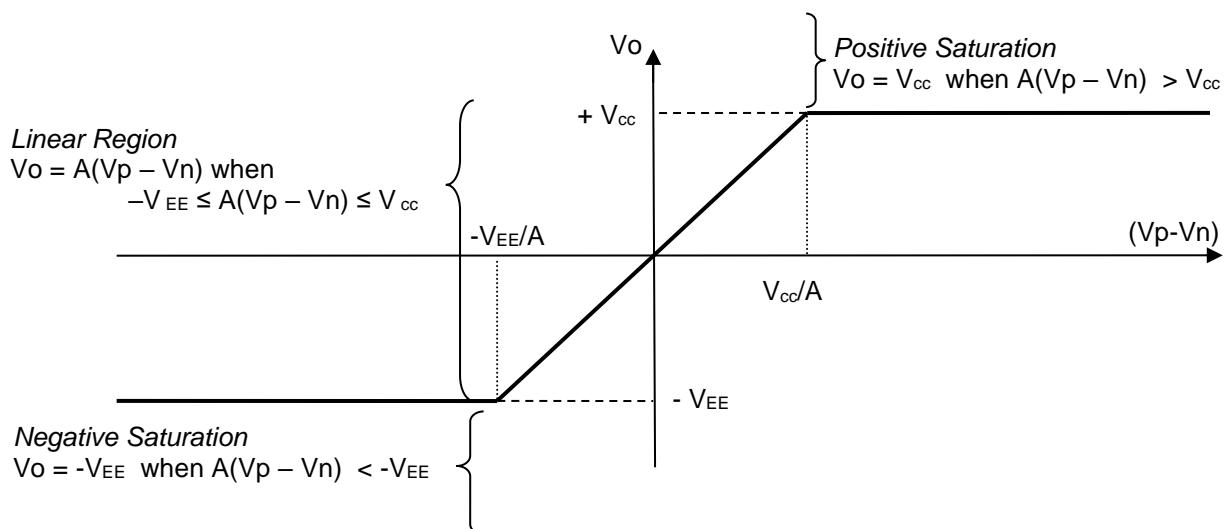 Vo
Positive Saturation
Vo = Vcc when A(Vp – Vn) > Vcc
+ Vcc
Linear Region
Vo = A(Vp – Vn) when
–V EE ≤ A(Vp – Vn) ≤ V cc
-VEE/A
(Vp-Vn)
Vcc/A
- VEE
Negative Saturation
Vo = -VEE when A(Vp – Vn) < -VEE